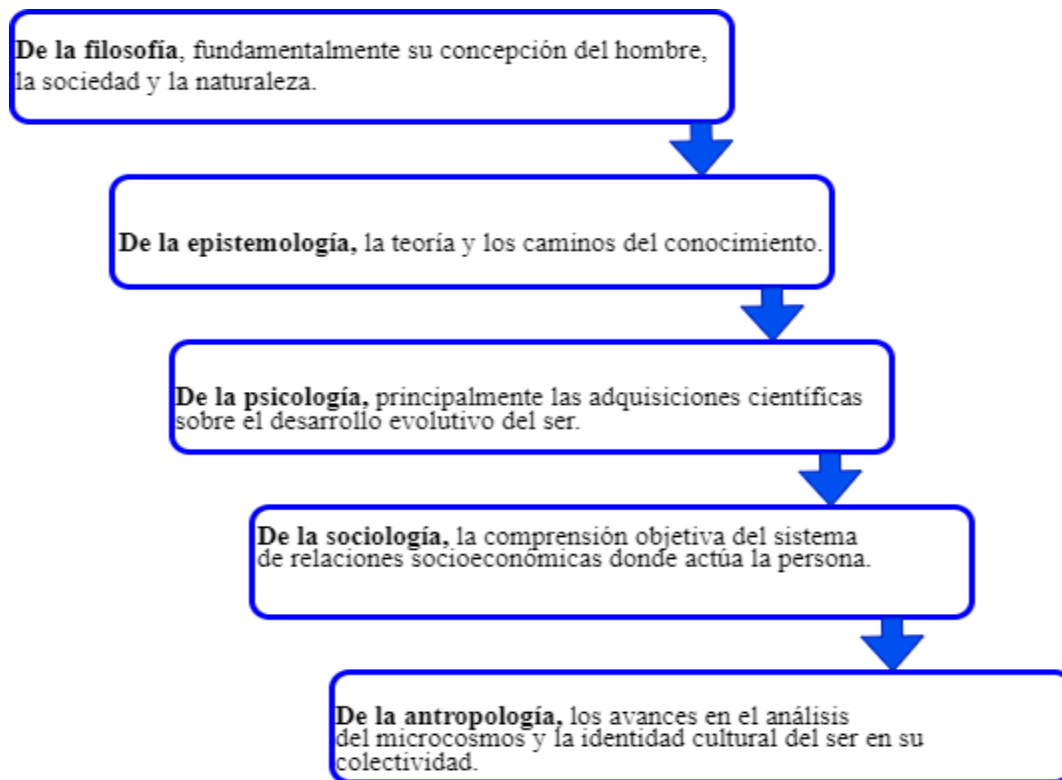 De la filosofía, fundamentalmente su concepción del hombre,
la sociedad y la naturaleza.
De la epistemología, la teoría y los caminos del conocimiento.
De la psicología, principalmente las adquisiciones científicas
sobre el desarrollo evolutivo del ser.
De la sociología, la comprensión objetiva del sistema
de relaciones socioeconómicas donde actúa la persona.
De la antropología, los avances en el análisis
del microcosmos y la identidad cultural del ser en su
colectividad.